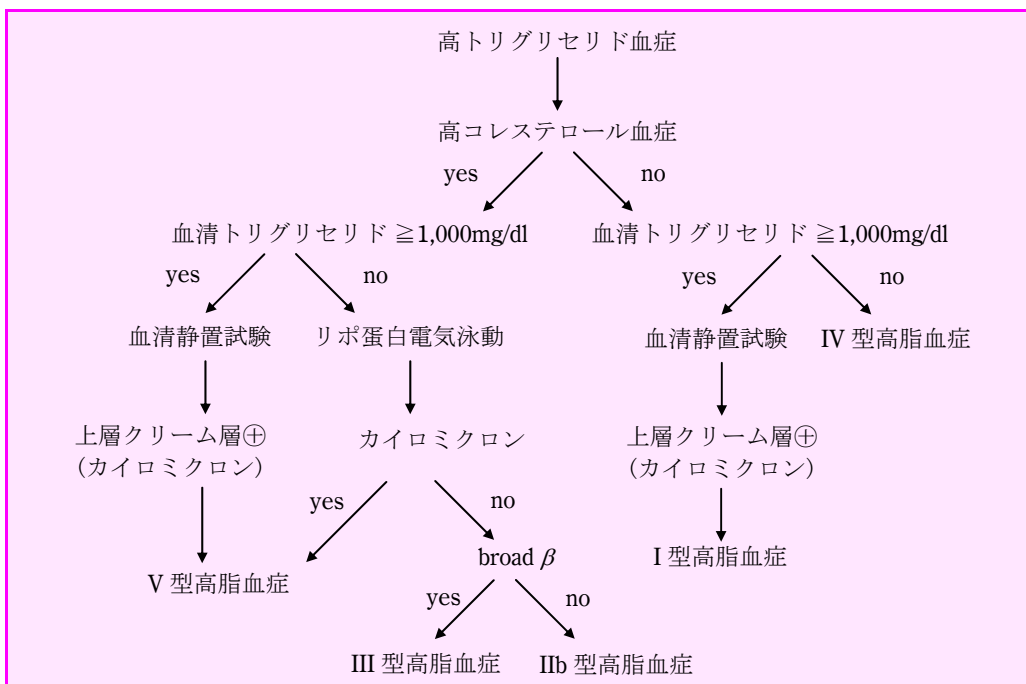 高トリグリセリド血症
高コレステロール血症
yes
no
血清トリグリセリド ≧1,000mg/dl
血清トリグリセリド ≧1,000mg/dl
yes
no
yes
no
血清静置試験
リポ蛋白電気泳動
血清静置試験
IV 型高脂血症
上層クリーム層⊕
(カイロミクロン)
カイロミクロン
上層クリーム層⊕
(カイロミクロン)
yes
no
V 型高脂血症
broad β
I 型高脂血症
yes
no
III 型高脂血症
IIb 型高脂血症